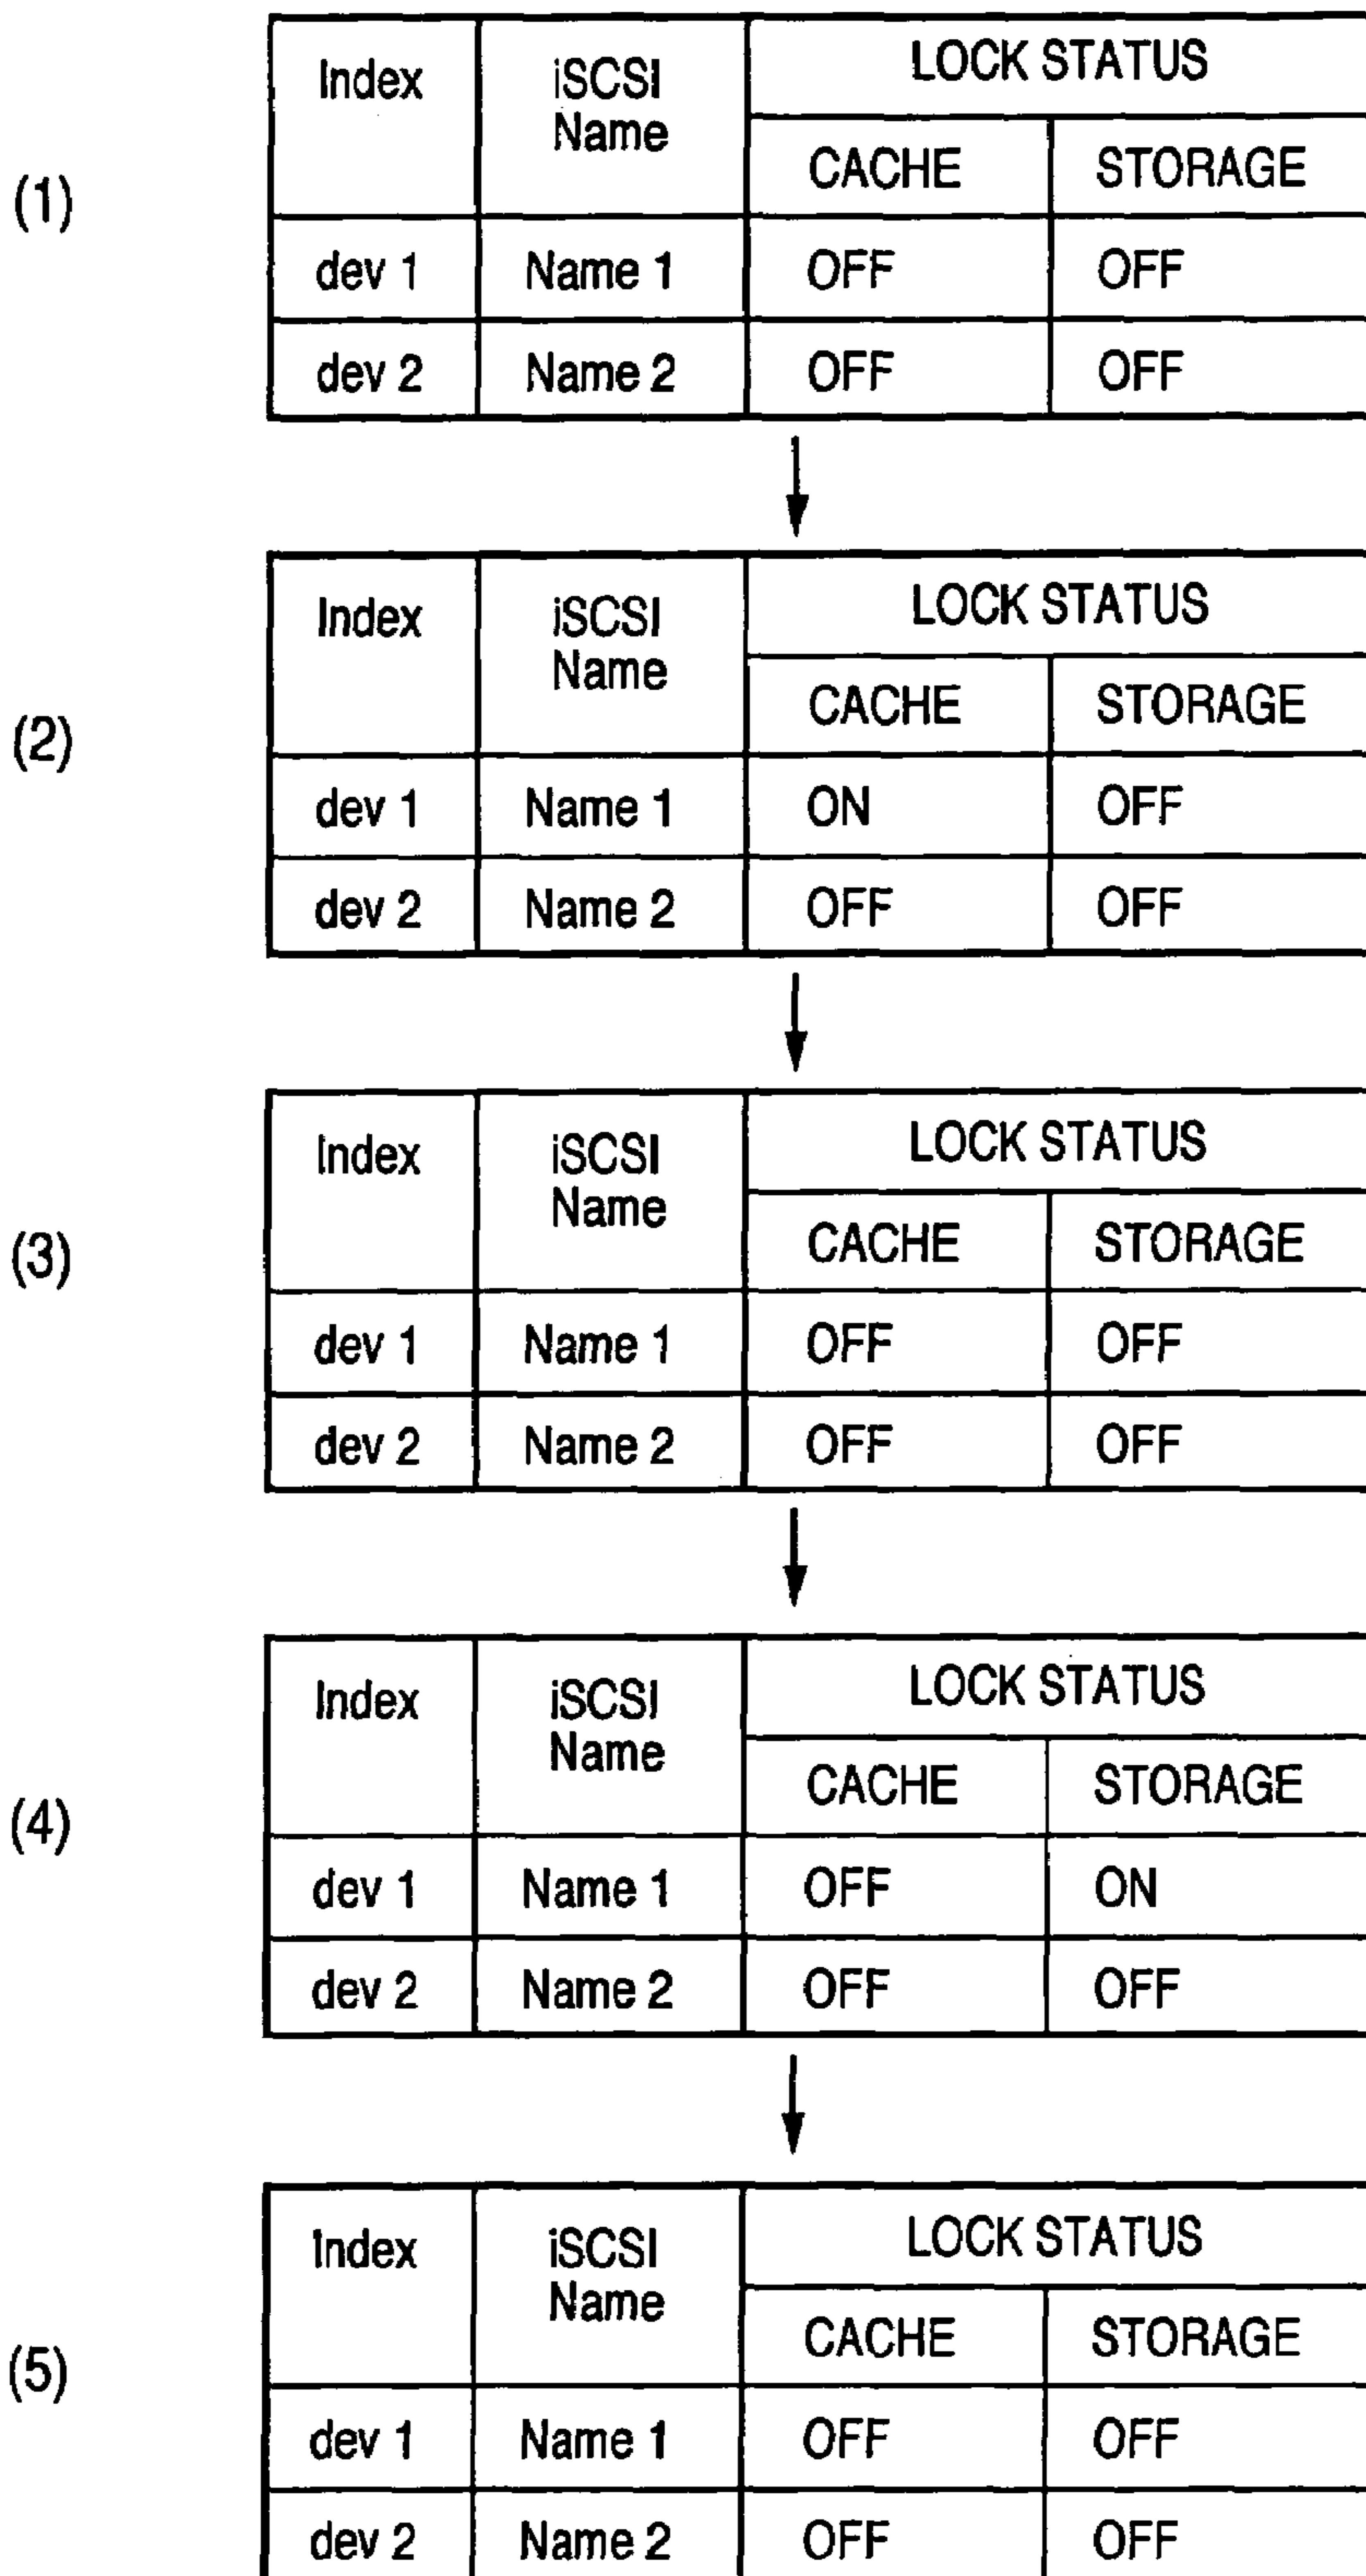 (1)
Index iSCSI Name LOCK STATUS
CACHE STORAGE
dev 1 Name 1 OFF OFF
dev 2 Name 2 OFF OFF
(2)
Index iSCSI Name LOCK STATUS
CACHE STORAGE
dev 1 Name 1 ON OFF
dev 2 Name 2 OFF OFF
(3)
Index iSCSI Name LOCK STATUS
CACHE STORAGE
dev 1 Name 1 OFF OFF
dev 2 Name 2 OFF OFF
(4)
Index iSCSI Name LOCK STATUS
CACHE STORAGE
dev 1 Name 1 OFF ON
dev 2 Name 2 OFF OFF
(5)
Index iSCSI Name LOCK STATUS
CACHE STORAGE
dev 1 Name 1 OFF OFF
dev 2 Name 2 OFF OFF